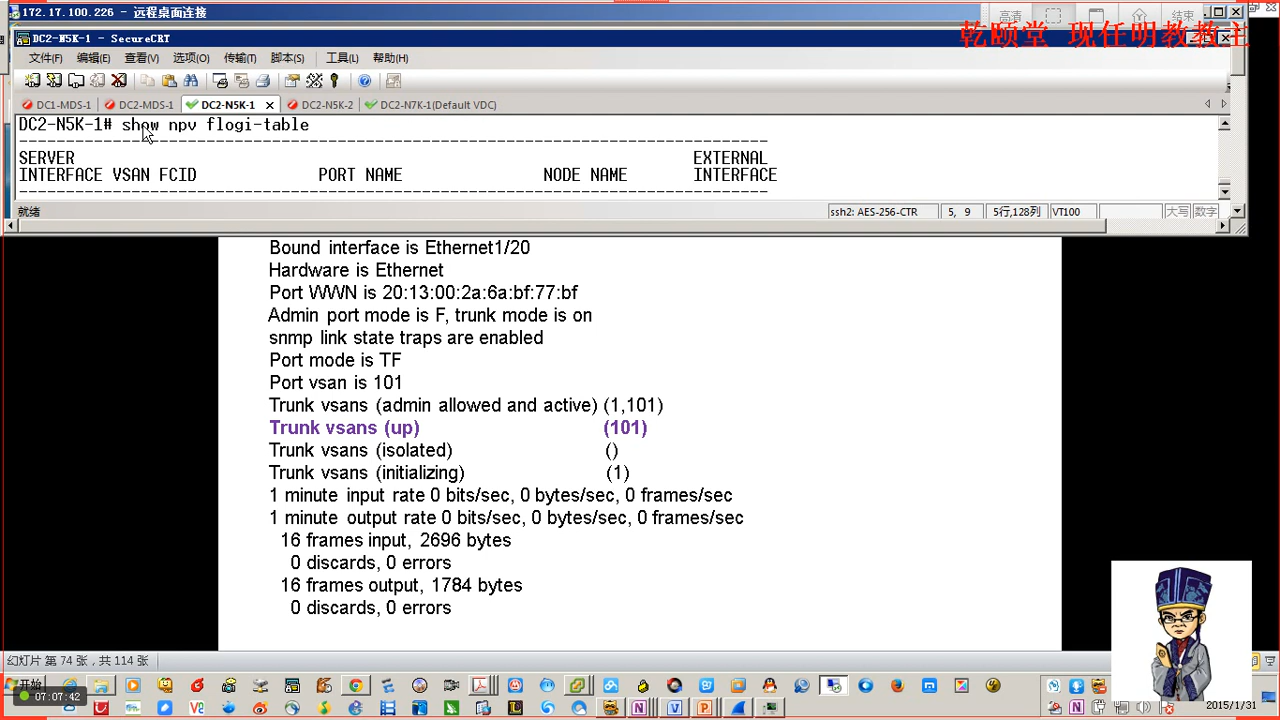 172.17.100.226 - 远程桌面连接
高清
结束
乾颐堂 现任明教教主
DC2-N5K-1 - SecureCRT
文件(F) 编辑(E) 查看(V) 选项(O) 传输(T) 脚本(S) 工具(L) 帮助(H)
DC1-MDS-1 DC2-MDS-1 DC2-N5K-1 DC2-N5K-2 DC2-N7K-1(Default VDC)
DC2-N5K-1# show npv flogi-table
--------------------------------------------------------------------------------
SERVER EXTERNAL
INTERFACE VSAN FCID PORT NAME NODE NAME INTERFACE
--------------------------------------------------------------------------------
就绪 ssh2: AES-256-CTR 5, 9 5行,128列 VT100 大写 数字
Bound interface is Ethernet1/20
Hardware is Ethernet
Port WWN is 20:13:00:2a:6a:bf:77:bf
Admin port mode is F, trunk mode is on
snmp link state traps are enabled
Port mode is TF
Port vsan is 101
Trunk vsans (admin allowed and active) (1,101)
Trunk vsans (up) (101)
Trunk vsans (isolated) ()
Trunk vsans (initializing) (1)
1 minute input rate 0 bits/sec, 0 bytes/sec, 0 frames/sec
1 minute output rate 0 bits/sec, 0 bytes/sec, 0 frames/sec
16 frames input, 2696 bytes
0 discards, 0 errors
16 frames output, 1784 bytes
0 discards, 0 errors
幻灯片 第 74 张，共 114 张
开始
07:07:42
2015/1/31